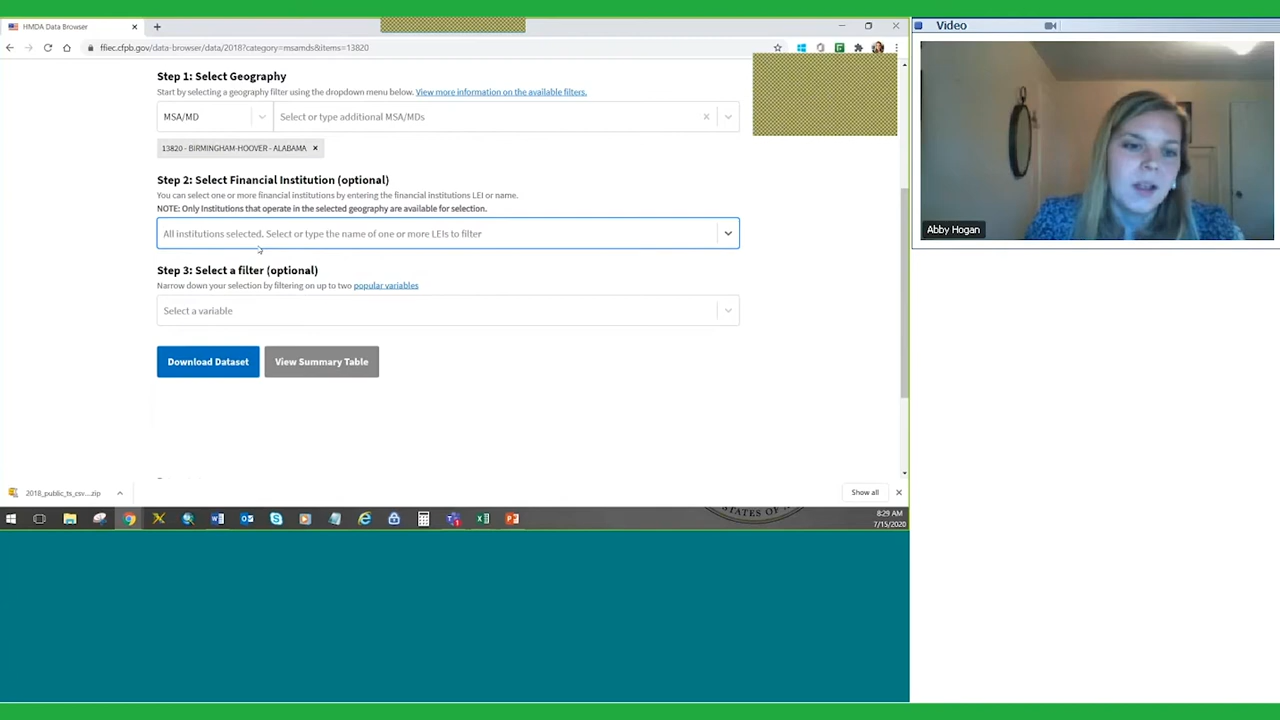 HMDA Data Browser
ffiec.cfpb.gov/data-browser/data/2018?category=msamds&items=13820
Step 1: Select Geography
Start by selecting a geography filter using the dropdown menu below. View more information on the available filters.
MSA/MD
Select or type additional MSA/MDs
13820 - BIRMINGHAM-HOOVER - ALABAMA
Step 2: Select Financial Institution (optional)
You can select one or more financial institutions by entering the financial institutions LEI or name.
NOTE: Only Institutions that operate in the selected geography are available for selection.
All institutions selected. Select or type the name of one or more LEIs to filter
Step 3: Select a filter (optional)
Narrow down your selection by filtering on up to two popular variables
Select a variable
Download Dataset
View Summary Table
2018_public_ts_csv....zip
Show all
STATES OF
8:29 AM
7/15/2020
Video
Abby Hogan